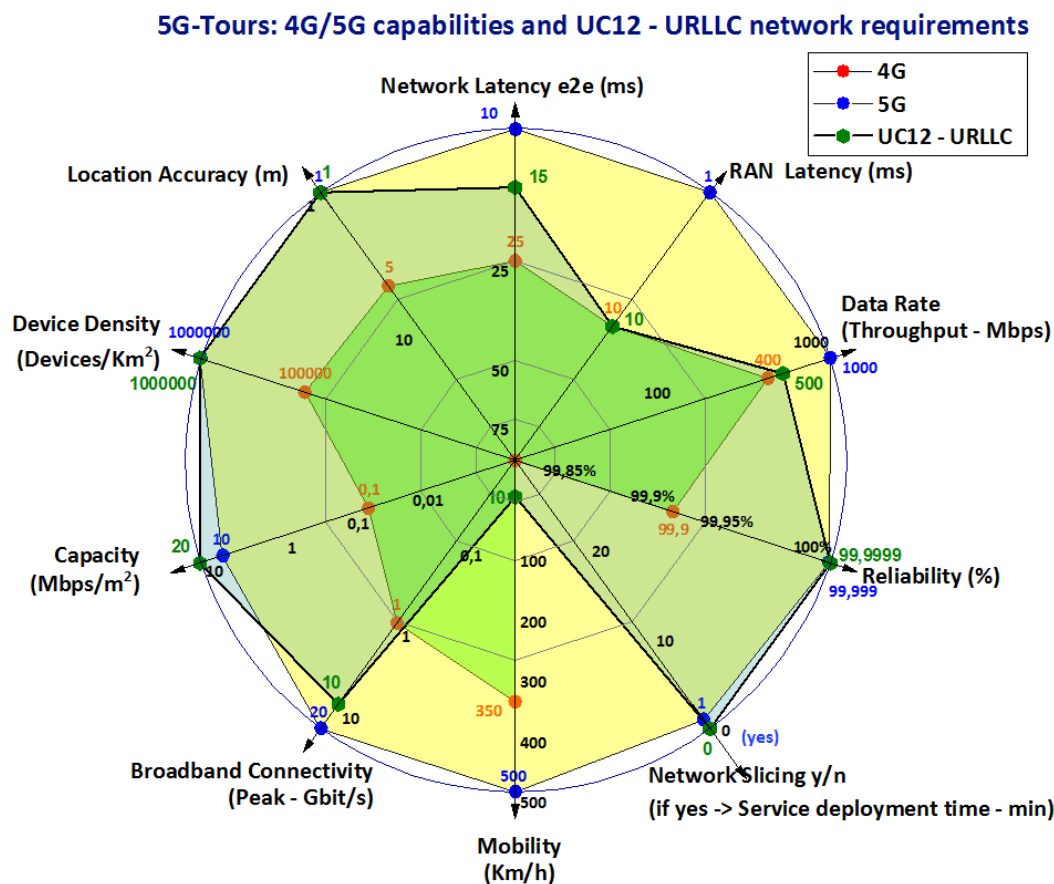 5G-Tours: 4G/5G capabilities and UC12 - URLLC network requirements
4G
5G
UC12 - URLLC
Network Latency e2e (ms)
10
15
25
25
50
75
RAN  Latency (ms)
1
10
10
Data Rate
(Throughput - Mbps)
1000
1000
400
500
100
Reliability (%)
99,85%
99,9%
99,9
99,95%
100%
99,9999
99,999
Network Slicing y/n
(if yes -> Service deployment time - min)
20
10
1
0
0
(yes)
Mobility
(Km/h)
10
100
200
300
350
400
500
500
Broadband Connectivity
(Peak - Gbit/s)
0,1
1
1
10
10
20
Capacity
(Mbps/m²)
0,01
0,1
0,1
1
10
10
20
Device Density
(Devices/Km²)
1000000
1000000
100000
Location Accuracy (m)
1
1
1
5
10